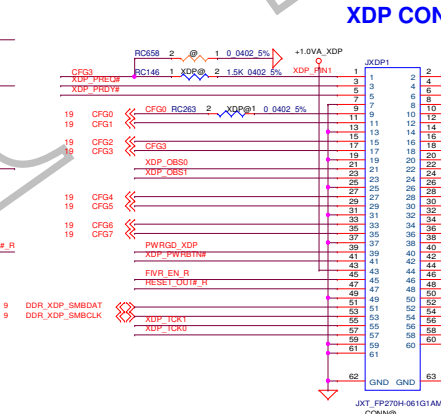 XDP CON
RC658 2 @ 1 0_0402_5%
+1.0VA_XDP
CFG3 RC146 1 XDP@ 2 1.5K_0402_5% XDP_PIN1 JXDP1
XDP_PREQ#
XDP_PRDY#
19 CFG0 CFG0 RC263 2 XDP@1 0_0402_5%
19 CFG1
19 CFG2
19 CFG3 CFG3
XDP_OBS0
XDP_OBS1
19 CFG4
19 CFG5
19 CFG6
19 CFG7
#_R PWRGD_XDP
XDP_PWRBTN#
FIVR_EN_R
RESET_OUT#_R
9 DDR_XDP_SMBDAT
9 DDR_XDP_SMBCLK
XDP_TCK1
XDP_TCK0
1 1 2 2
3 3 4 4
5 5 6 6
7 7 8 8
9 9 10 10
11 11 12 12
13 13 14 14
15 15 16 16
17 17 18 18
19 19 20 20
21 21 22 22
23 23 24 24
25 25 26 26
27 27 28 28
29 29 30 30
31 31 32 32
33 33 34 34
35 35 36 36
37 37 38 38
39 39 40 40
41 41 42 42
43 43 44 44
45 45 46 46
47 47 48 48
49 49 50 50
51 51 52 52
53 53 54 54
55 55 56 56
57 57 58 58
59 59 60 60
61 61
62 GND GND 63
JXT_FP270H-061G1AM
CONN@